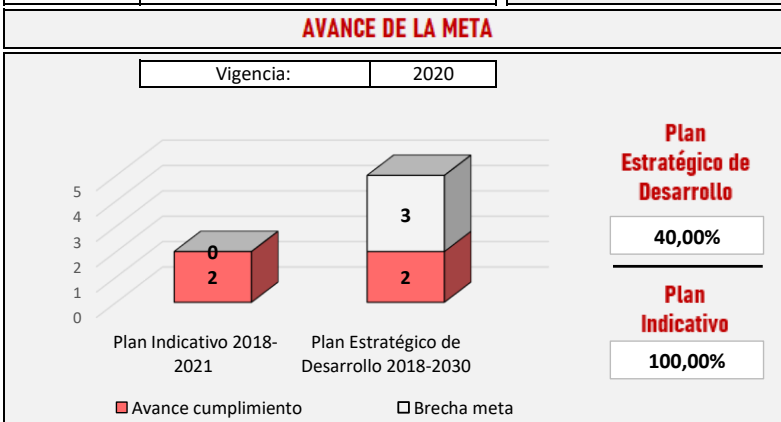 AVANCE DE LA META
Vigencia: 2020
5
4
3
2
1
0
0
2
3
2
Plan Indicativo 2018-
2021
Plan Estratégico de
Desarrollo 2018-2030
Avance cumplimiento
Brecha meta
Plan
Estratégico de
Desarrollo
40,00%
Plan
Indicativo
100,00%